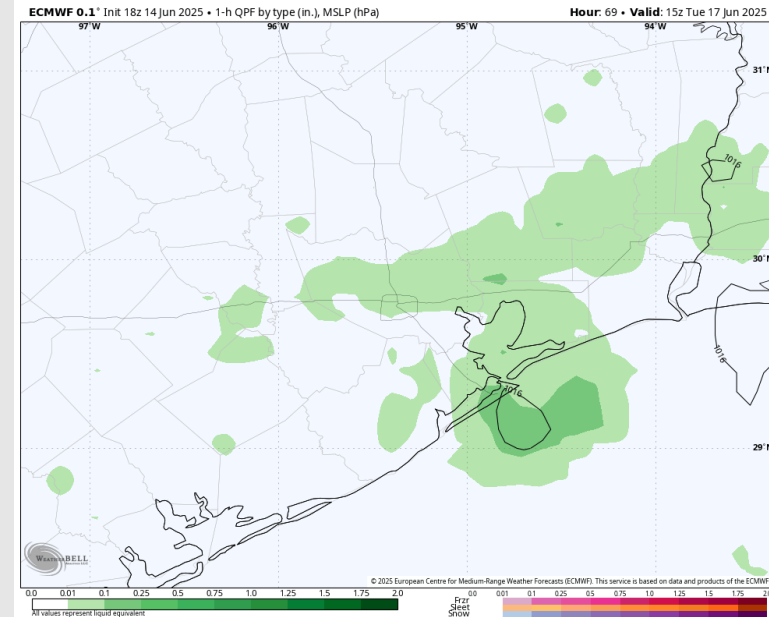 ECMWF 0.1° Init 18z 14 Jun 2025 • 1-h QPF by type (in.), MSLP (hPa)
Hour: 69 • Valid: 15z Tue 17 Jun 2025
97°W 96°W 95°W 94°W
31°N
1016
30°N
1016
1016
29°N
WEATHERBELL
© 2025 European Centre for Medium-Range Weather Forecasts (ECMWF). This service is based on data and products of the ECMWF
0.0 0.01 0.1 0.25 0.5 0.75 1.0 1.25 1.5 1.75 2.0
All values represent liquid equivalent
0.0 .01 0.1 0.25 0.5 0.75 1.0 1.25 1.5 1.75 2.0
Frzr
Sleet
Snow